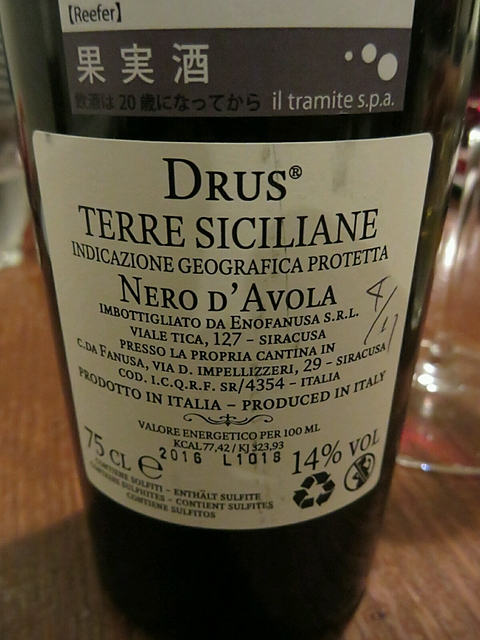 【Reefer】
果実酒
飲酒は20歳になってから il tramite s.p.a.
DRUS®
TERRE SICILIANE
INDICAZIONE GEOGRAFICA PROTETTA
NERO D'AVOLA
IMBOTTIGLIATO DA ENOFANUSA S.R.L.
VIALE TICA, 127 – SIRACUSA
PRESSO LA PROPRIA CANTINA IN
C.DA FANUSA, VIA D. IMPELLIZZERI, 29 – SIRACUSA
COD. I.C.Q.R.F. SR/4354 – ITALIA
PRODOTTO IN ITALIA – PRODUCED IN ITALY
VALORE ENERGETICO PER 100 ML
KCAL 77,42 / KJ 323,93
75 CL e 2016 L1018 14% VOL
CONTIENE SOLFITI – ENTHÄLT SULFITE
CONTIENT SULPHITES – CONTIENT SULFITES
CONTIENE SULFITOS